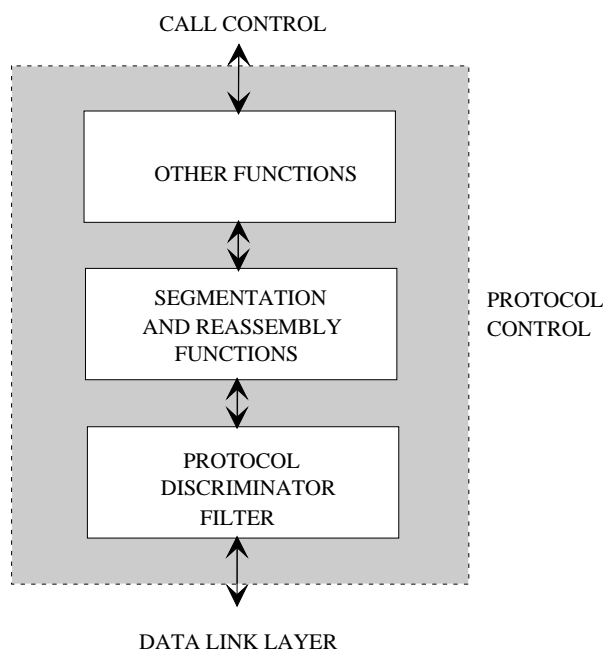 CALL CONTROL
OTHER FUNCTIONS
SEGMENTATION
AND REASSEMBLY
FUNCTIONS
PROTOCOL
CONTROL
PROTOCOL
DISCRIMINATOR
FILTER
DATA LINK LAYER